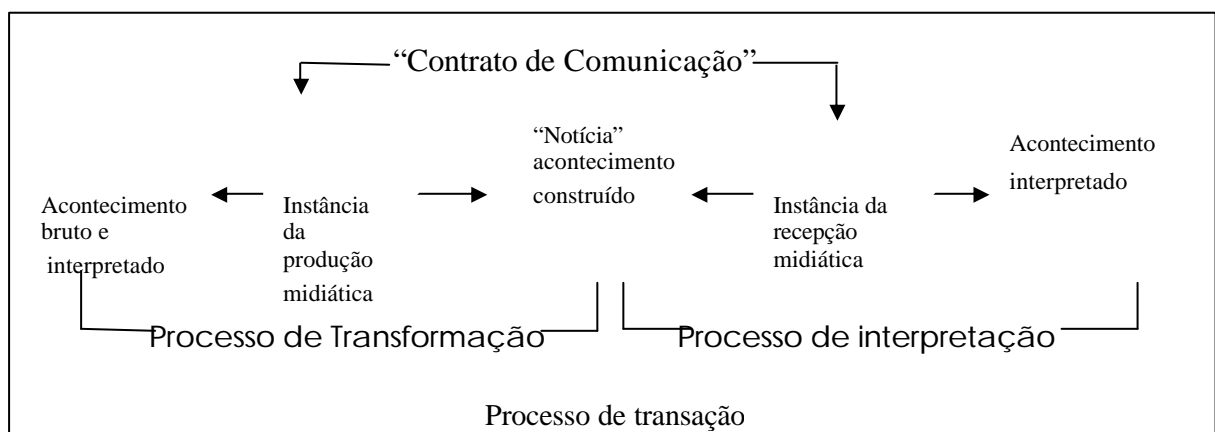 “Contrato de Comunicação”
Acontecimento
bruto e
interpretado
Instância
da
produção
midiática
“Notícia”
acontecimento
construído
Instância da
recepção
midiática
Acontecimento
interpretado
Processo de Transformação
Processo de interpretação
Processo de transação